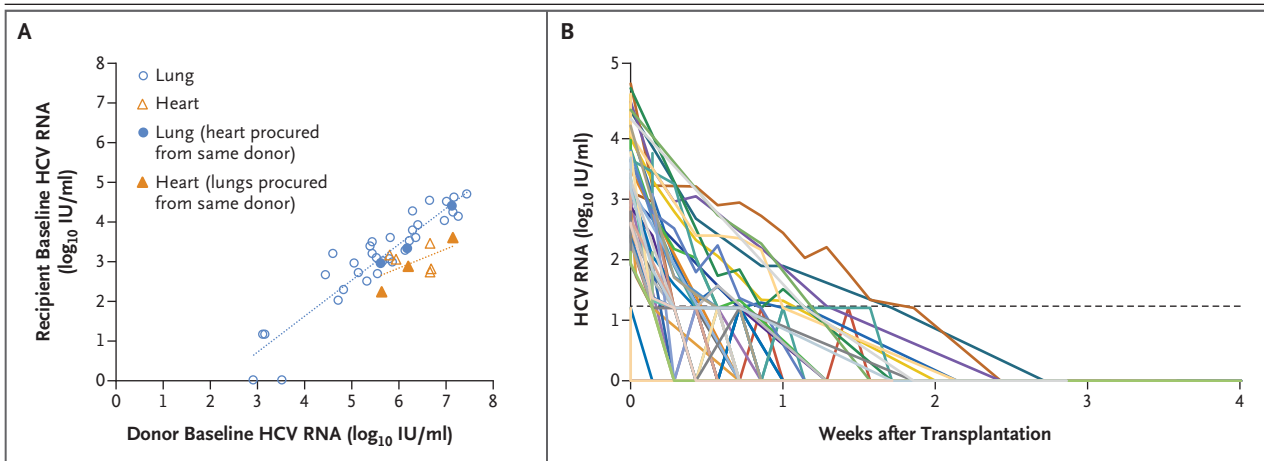 A
Recipient Baseline HCV RNA
(log10 IU/ml)
8
7
6
5
4
3
2
1
0
Lung
Heart
Lung (heart procured
from same donor)
Heart (lungs procured
from same donor)
0 1 2 3 4 5 6 7 8
Donor Baseline HCV RNA (log10 IU/ml)
B
HCV RNA (log10 IU/ml)
5
4
3
2
1
0
0 1 2 3 4
Weeks after Transplantation